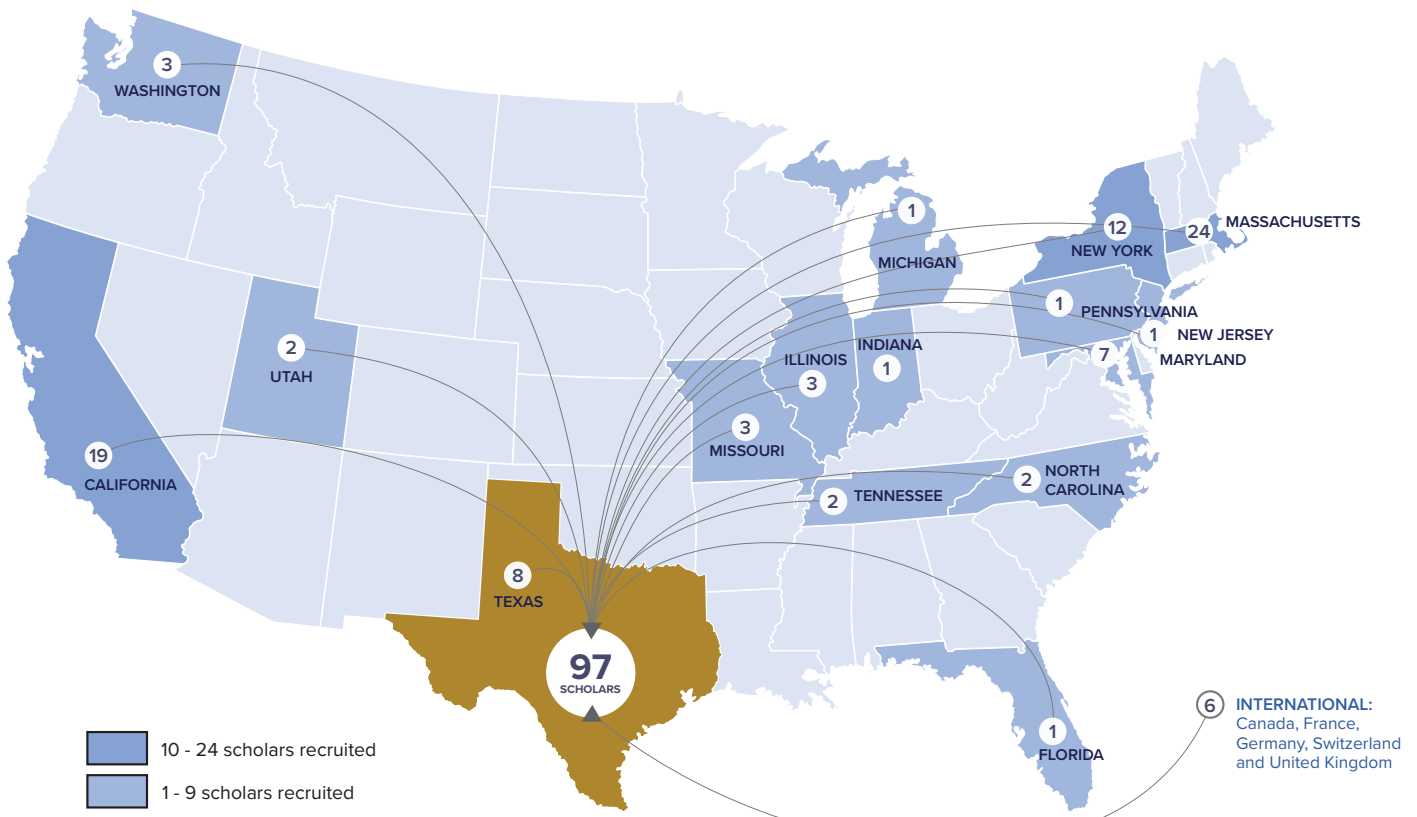 3
WASHINGTON
1
MICHIGAN
12
NEW YORK
24
MASSACHUSETTS
1
PENNSYLVANIA
1
NEW JERSEY
7
MARYLAND
2
UTAH
ILLINOIS
3
INDIANA
1
3
MISSOURI
19
CALIFORNIA
2
TENNESSEE
2
NORTH
CAROLINA
8
TEXAS
97
SCHOLARS
1
FLORIDA
6
INTERNATIONAL:
Canada, France,
Germany, Switzerland
and United Kingdom
10 - 24 scholars recruited
1 - 9 scholars recruited